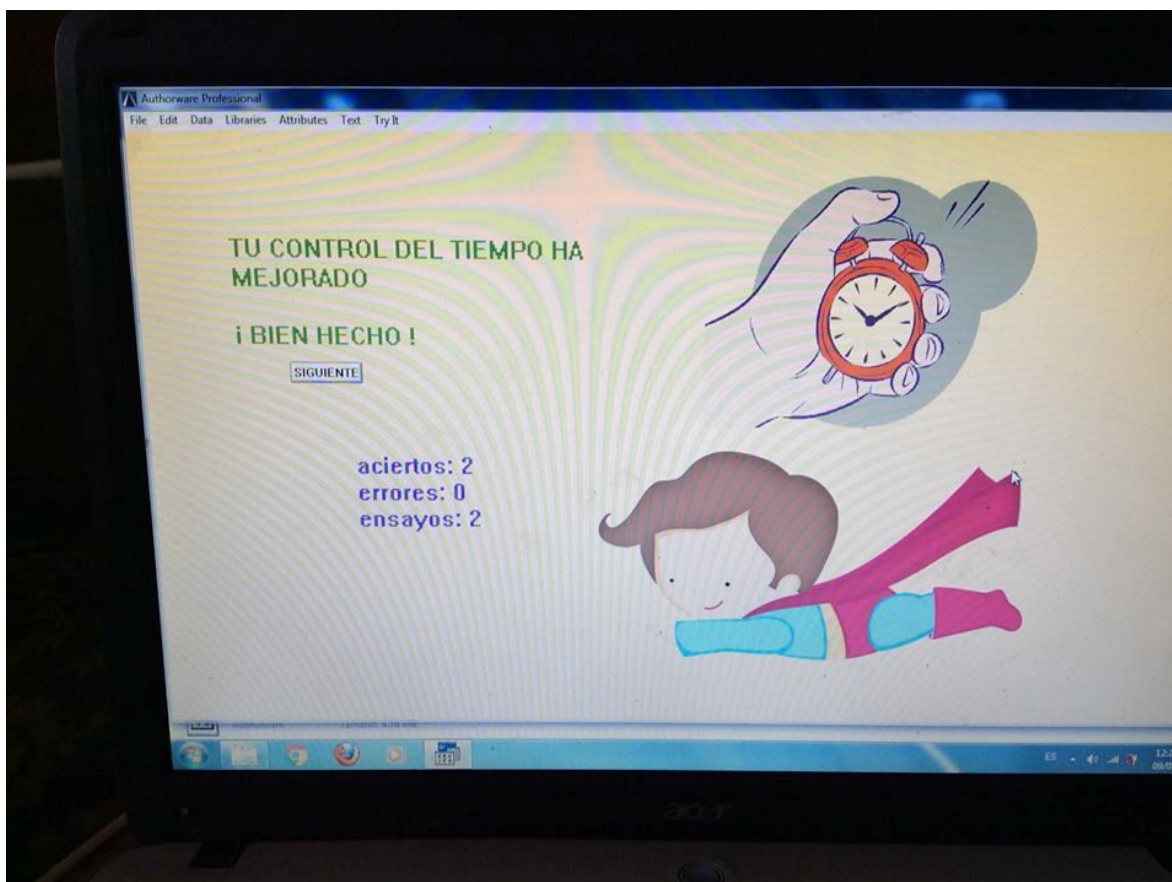 Authorware Professional
File Edit Data Libraries Attributes Text Try It
TU CONTROL DEL TIEMPO HA
MEJORADO
¡ BIEN HECHO !
SIGUIENTE
aciertos: 2
errores: 0
ensayos: 2
ES
acer